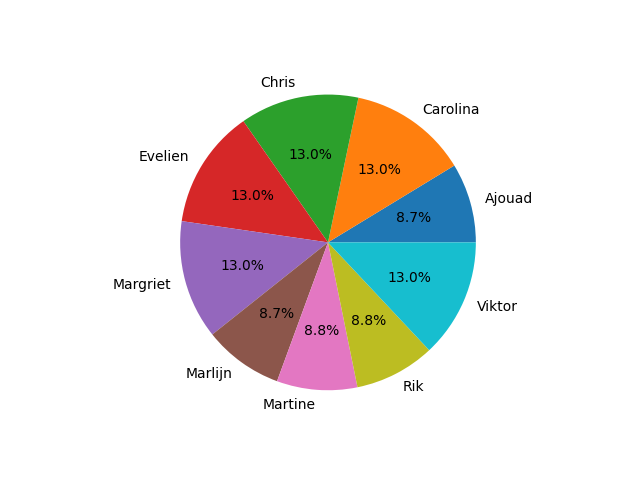 Chris
Carolina
Evelien
13.0%
13.0%
13.0%
Ajouad
8.7%
Margriet
13.0%
13.0%
Viktor
8.7%
8.8%
8.8%
Marlijn
Rik
Martine